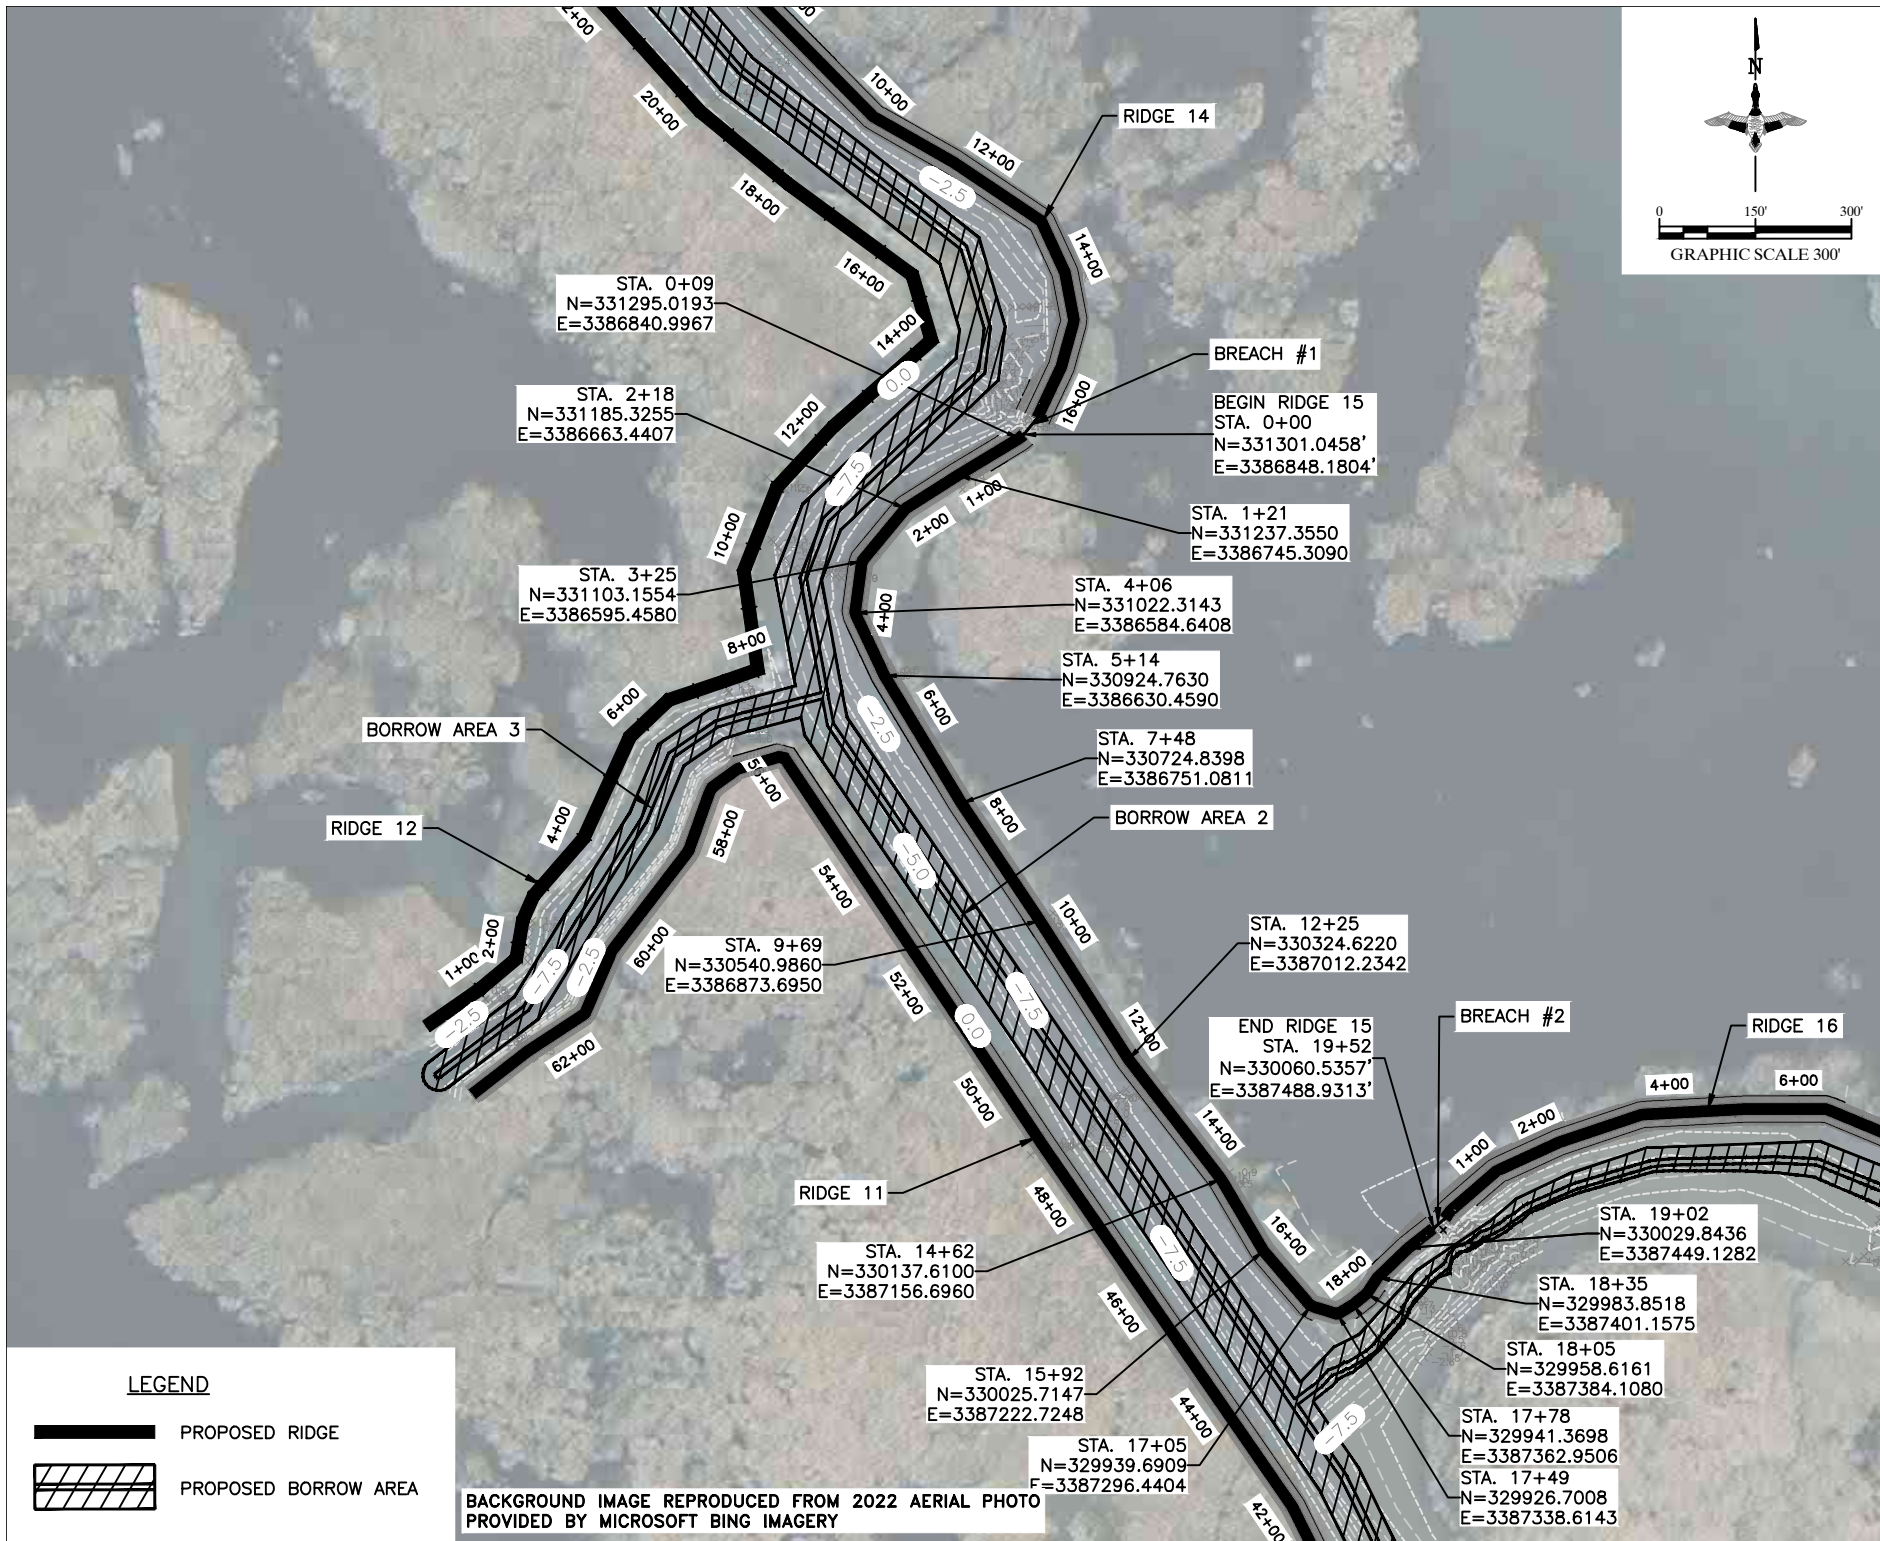 N
0 150' 300'
GRAPHIC SCALE 300'
20+00
18+00
16+00
14+00
12+00
10+00
8+00
6+00
4+00
2+00
1+00
10+00
12+00
14+00
16+00
RIDGE 14
-2.5
0.0
-7.5
STA. 0+09
N=331295.0193
E=3386840.9967
STA. 2+18
N=331185.3255
E=3386663.4407
STA. 3+25
N=331103.1554
E=3386595.4580
BREACH #1
BEGIN RIDGE 15
STA. 0+00
N=331301.0458'
E=3386848.1804'
STA. 1+21
N=331237.3550
E=3386745.3090
STA. 4+06
N=331022.3143
E=3386584.6408
STA. 5+14
N=330924.7630
E=3386630.4590
STA. 7+48
N=330724.8398
E=3386751.0811
BORROW AREA 2
1+00
2+00
4+00
6+00
8+00
10+00
12+00
14+00
16+00
18+00
BORROW AREA 3
RIDGE 12
-2.5
-5.0
-7.5
0.0
-7.5
-2.5
-2.5
-7.5
-7.5
58+00
60+00
62+00
54+00
52+00
50+00
48+00
46+00
44+00
42+00
STA. 9+69
N=330540.9860
E=3386873.6950
STA. 12+25
N=330324.6220
E=3387012.2342
END RIDGE 15
STA. 19+52
N=330060.5357'
E=3387488.9313'
BREACH #2
RIDGE 16
1+00
2+00
4+00
6+00
RIDGE 11
STA. 14+62
N=330137.6100
E=3387156.6960
STA. 15+92
N=330025.7147
E=3387222.7248
STA. 17+05
N=329939.6909
E=3387296.4404
STA. 19+02
N=330029.8436
E=3387449.1282
STA. 18+35
N=329983.8518
E=3387401.1575
STA. 18+05
N=329958.6161
E=3387384.1080
STA. 17+78
N=329941.3698
E=3387362.9506
STA. 17+49
N=329926.7008
E=3387338.6143
LEGEND
PROPOSED RIDGE
PROPOSED BORROW AREA
BACKGROUND IMAGE REPRODUCED FROM 2022 AERIAL PHOTO
PROVIDED BY MICROSOFT BING IMAGERY